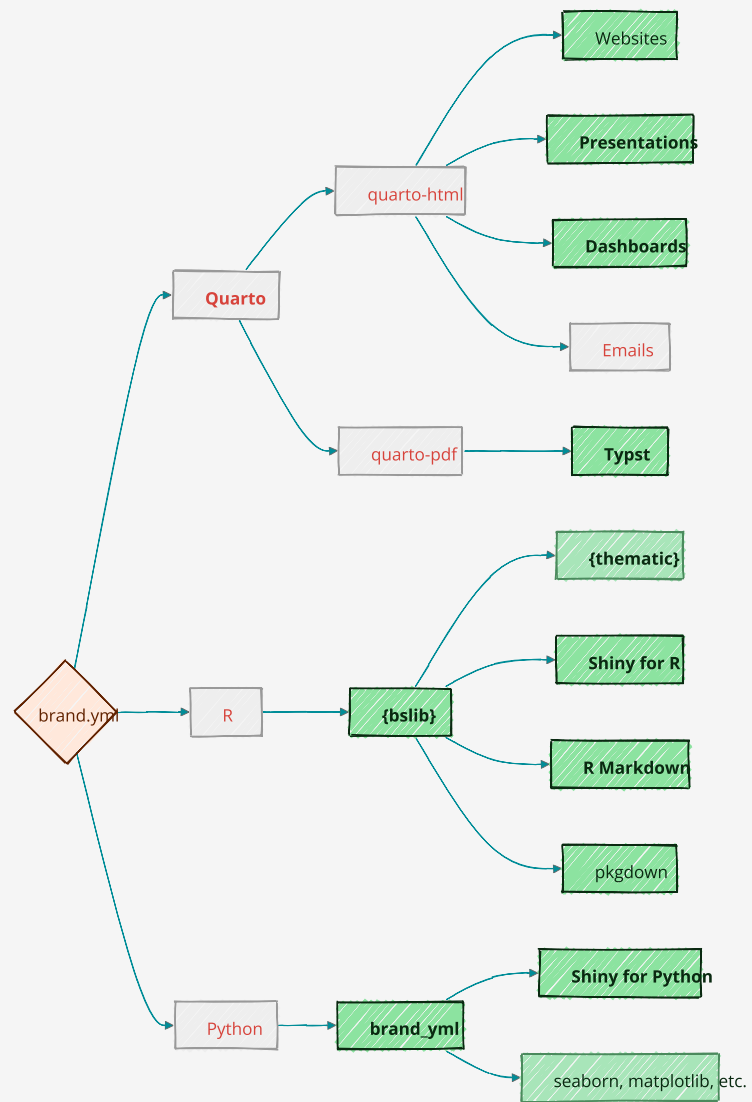 Websites
Presentations
quarto-html
Dashboards
Quarto
Emails
quarto-pdf
Typst
{thematic}
Shiny for R
brand.yml
R
{bslib}
R Markdown
pkgdown
Shiny for Python
Python
brand_yml
seaborn, matplotlib, etc.